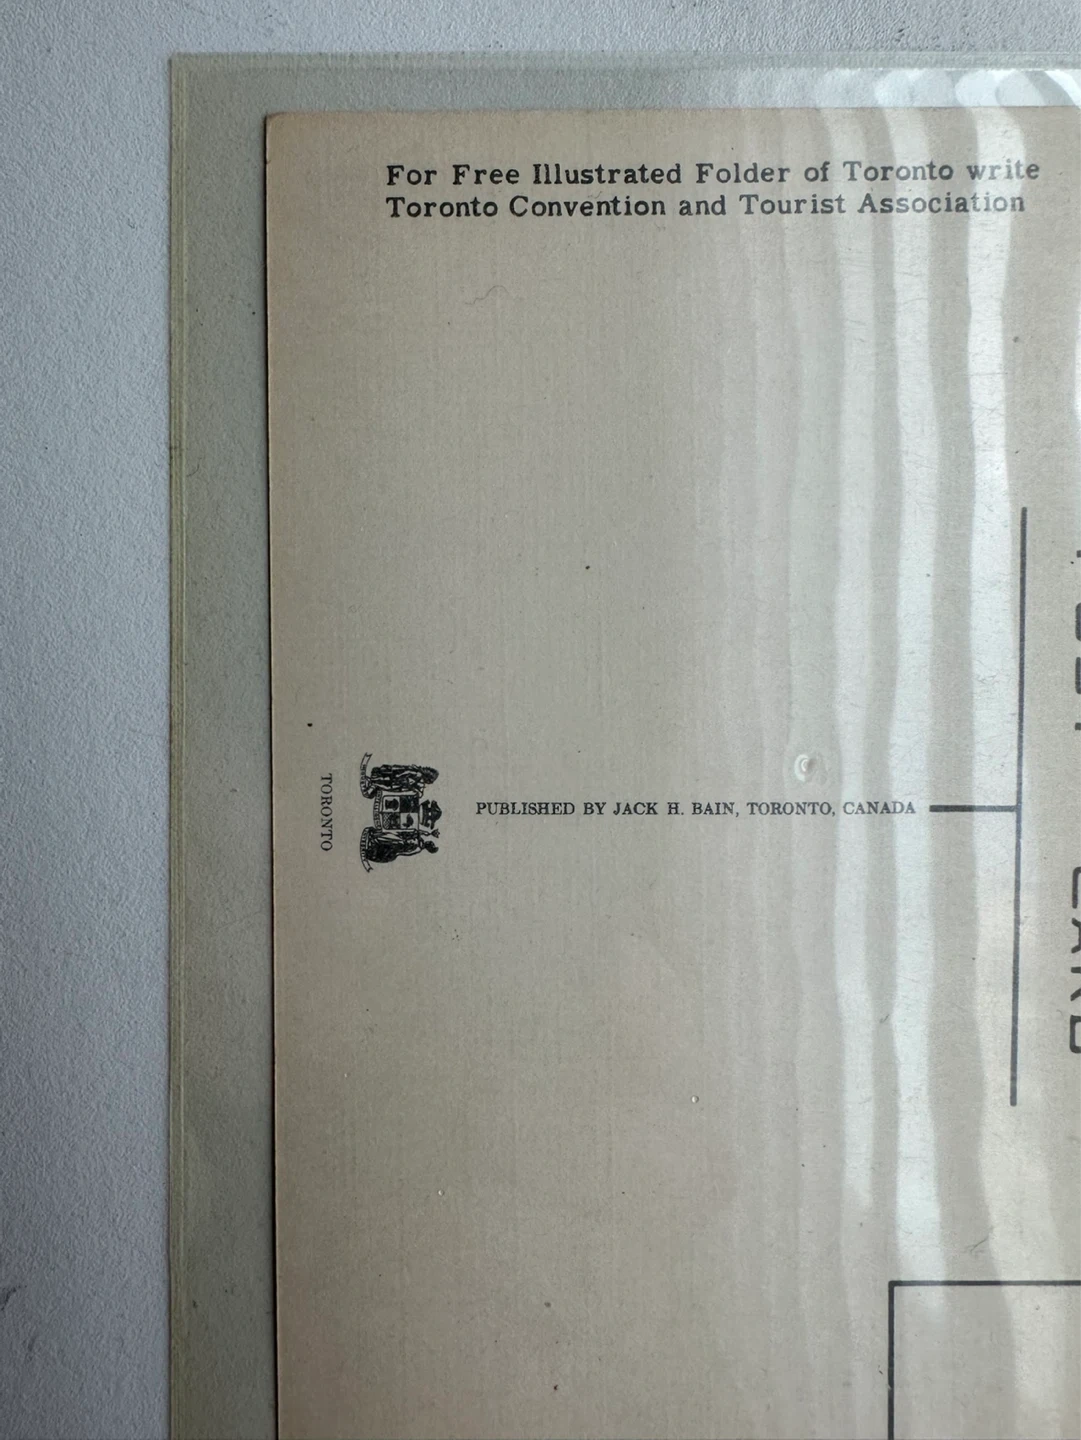 For Free Illustrated Folder of Toronto write
Toronto Convention and Tourist Association
PUBLISHED BY JACK H. BAIN, TORONTO, CANADA
TORONTO
CARD